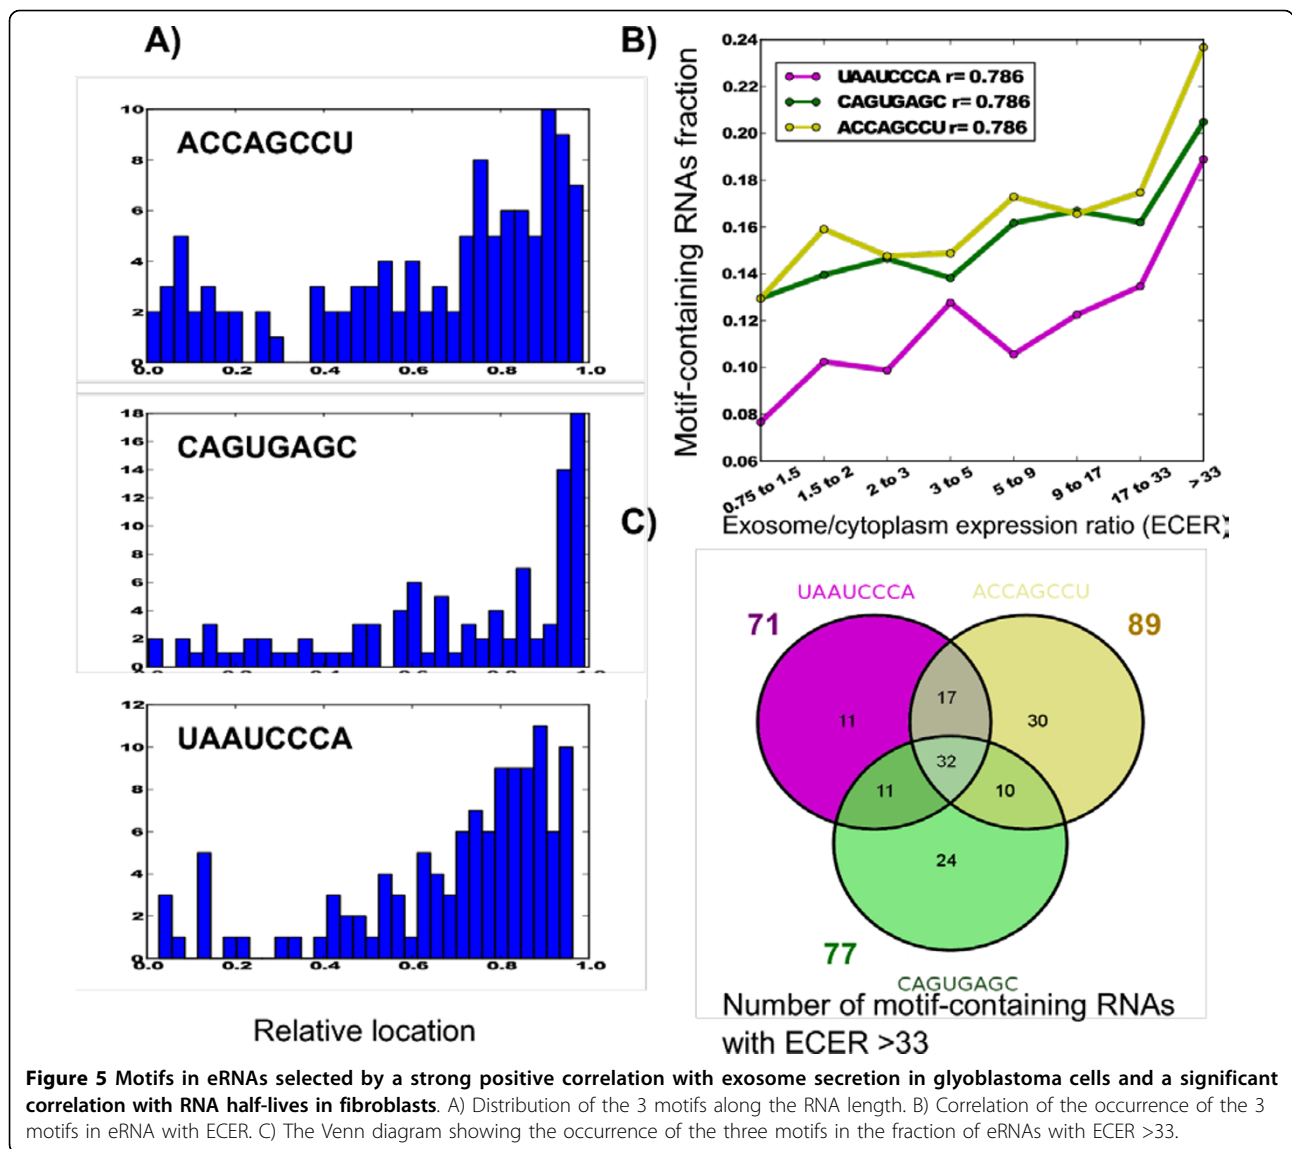 A)
ACCAGCCU
10
8
6
4
2
0
0.0 0.2 0.4 0.6 0.8 1.0
CAGUGAGC
18
16
14
12
10
8
6
4
2
0
UAAUCCCA
12
10
8
6
4
2
0
0.0 0.2 0.4 0.6 0.8 1.0
Relative location
B)
Motif-containing RNAs fraction
0.24
0.22
0.20
0.18
0.16
0.14
0.12
0.10
0.08
0.06
UAAUCCCA r= 0.786
CAGUGAGC r= 0.786
ACCAGCCU r= 0.786
0.75 to 1.5 1.5 to 2 2 to 3 3 to 5 5 to 9 9 to 17 17 to 33 > 33
Exosome/cytoplasm expression ratio (ECER)
C)
UAAUCCCA ACCAGCCU
71 89
17
11 30
32
11 10
24
77
CAGUGAGC
Number of motif-containing RNAs
with ECER >33
Figure 5 Motifs in eRNAs selected by a strong positive correlation with exosome secretion in glyoblastoma cells and a significant
correlation with RNA half-lives in fibroblasts. A) Distribution of the 3 motifs along the RNA length. B) Correlation of the occurrence of the 3
motifs in eRNA with ECER. C) The Venn diagram showing the occurrence of the three motifs in the fraction of eRNAs with ECER >33.